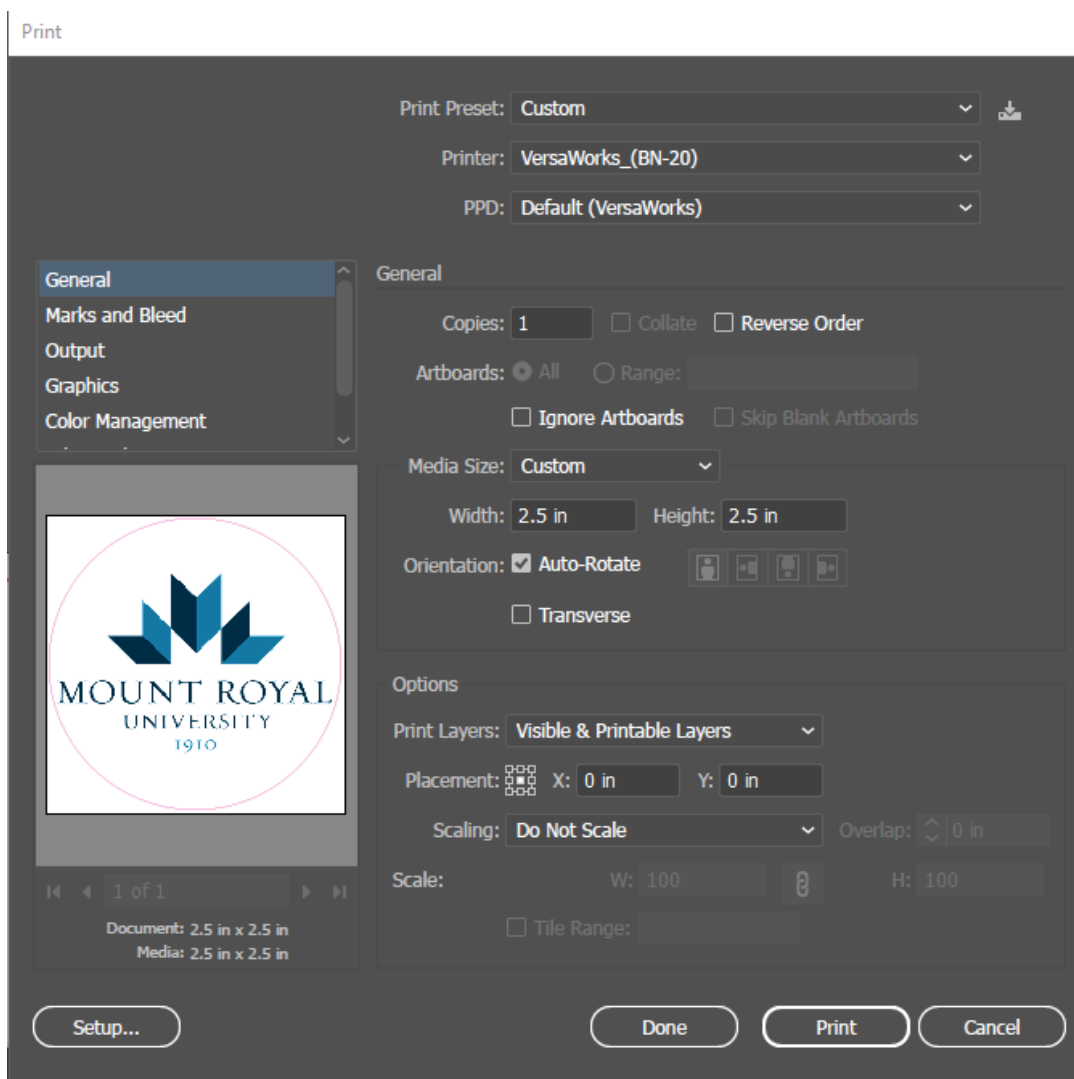 Print
Print Preset: Custom
Printer: VersaWorks_(BN-20)
PPD: Default (VersaWorks)
General
Marks and Bleed
Output
Graphics
Color Management
General
Copies: 1 Collate Reverse Order
Artboards: All Range:
Ignore Artboards Skip Blank Artboards
Media Size: Custom
Width: 2.5 in Height: 2.5 in
Orientation: Auto-Rotate
Transverse
MOUNT ROYAL
UNIVERSITY
1910
1 of 1
Document: 2.5 in x 2.5 in
Media: 2.5 in x 2.5 in
Options
Print Layers: Visible & Printable Layers
Placement: X: 0 in Y: 0 in
Scaling: Do Not Scale Overlap: 0 in
Scale: W: 100 H: 100
Tile Range:
Setup... Done Print Cancel